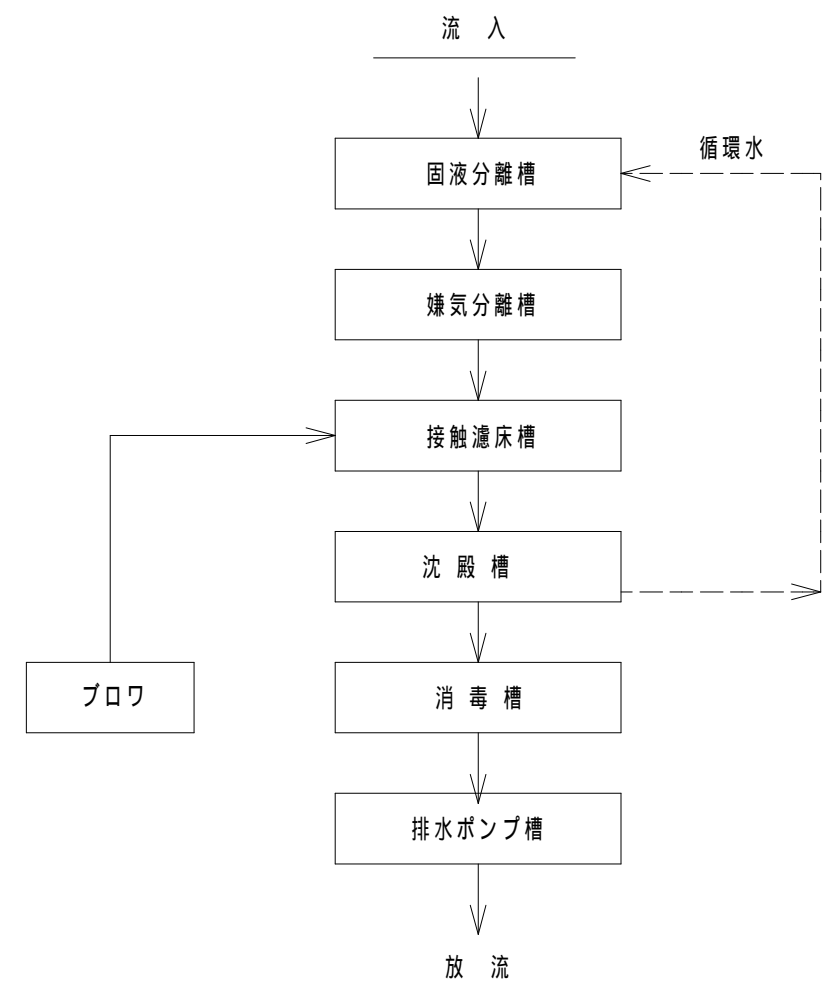 流 入
循環水
固液分離槽
嫌気分離槽
接触濾床槽
沈 殿 槽
ブロワ
消 毒 槽
排水ポンプ槽
放 流